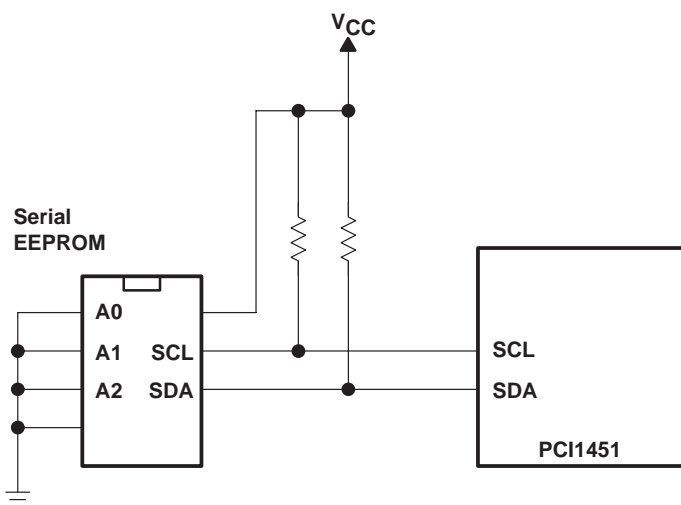 VCC
Serial
EEPROM
A0
A1 SCL
A2 SDA
SCL
SDA
PCI1451